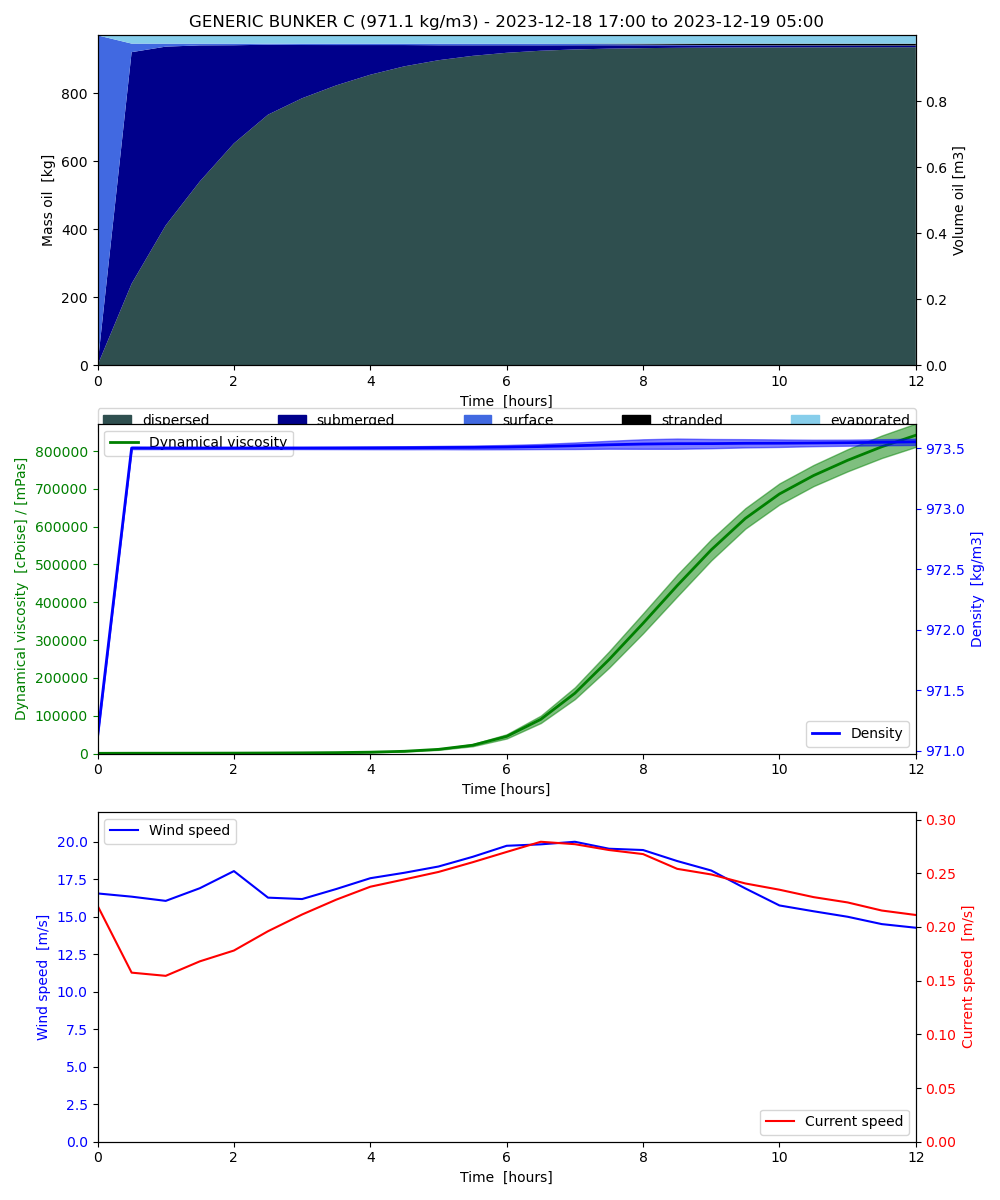 GENERIC BUNKER C (971.1 kg/m3) - 2023-12-18 17:00 to 2023-12-19 05:00
Mass oil [kg]
800
600
400
200
0
0.8
0.6
0.4
0.2
0.0
Volume oil [m3]
0 2 4 6 8 10 12
Time [hours]
dispersed submerged surface stranded evaporated
Dynamical viscosity
Dynamical viscosity [cPoise] / [mPas]
800000
700000
600000
500000
400000
300000
200000
100000
0
973.5
973.0
972.5
972.0
971.5
971.0
Density [kg/m3]
Density
0 2 4 6 8 10 12
Time [hours]
Wind speed
Wind speed [m/s]
20.0
17.5
15.0
12.5
10.0
7.5
5.0
2.5
0.0
0.30
0.25
0.20
0.15
0.10
0.05
0.00
Current speed [m/s]
Current speed
0 2 4 6 8 10 12
Time [hours]